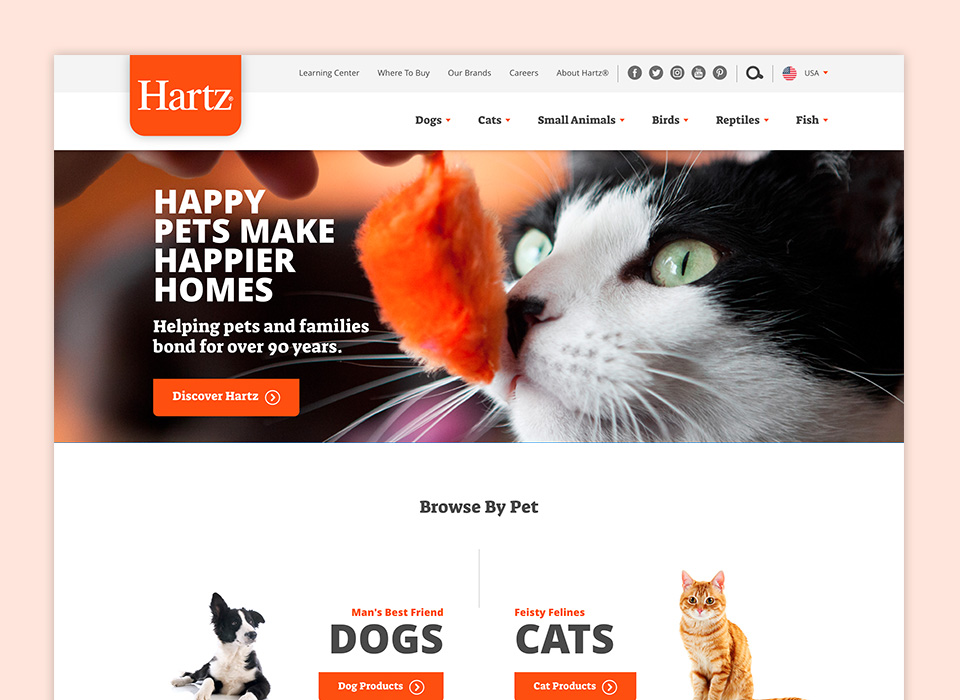 Hartz®
Learning Center Where To Buy Our Brands Careers About Hartz® USA
Dogs Cats Small Animals Birds Reptiles Fish
HAPPY
PETS MAKE
HAPPIER
HOMES
Helping pets and families
bond for over 90 years.
Discover Hartz
Browse By Pet
Man's Best Friend
DOGS
Dog Products
Feisty Felines
CATS
Cat Products